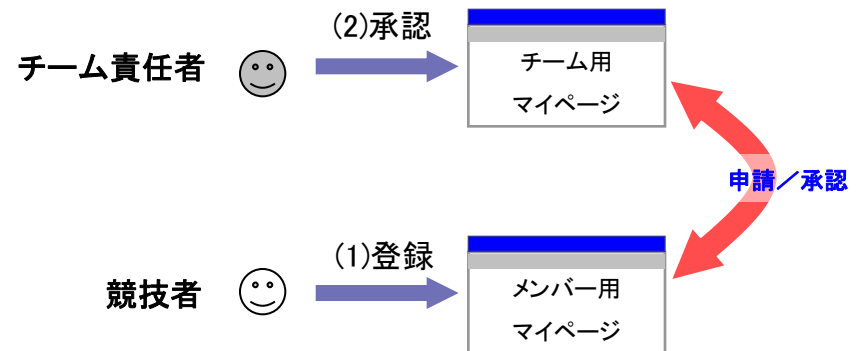 (2)承認
チーム責任者
チーム用
マイページ
申請／承認
(1)登録
競技者
メンバー用
マイページ